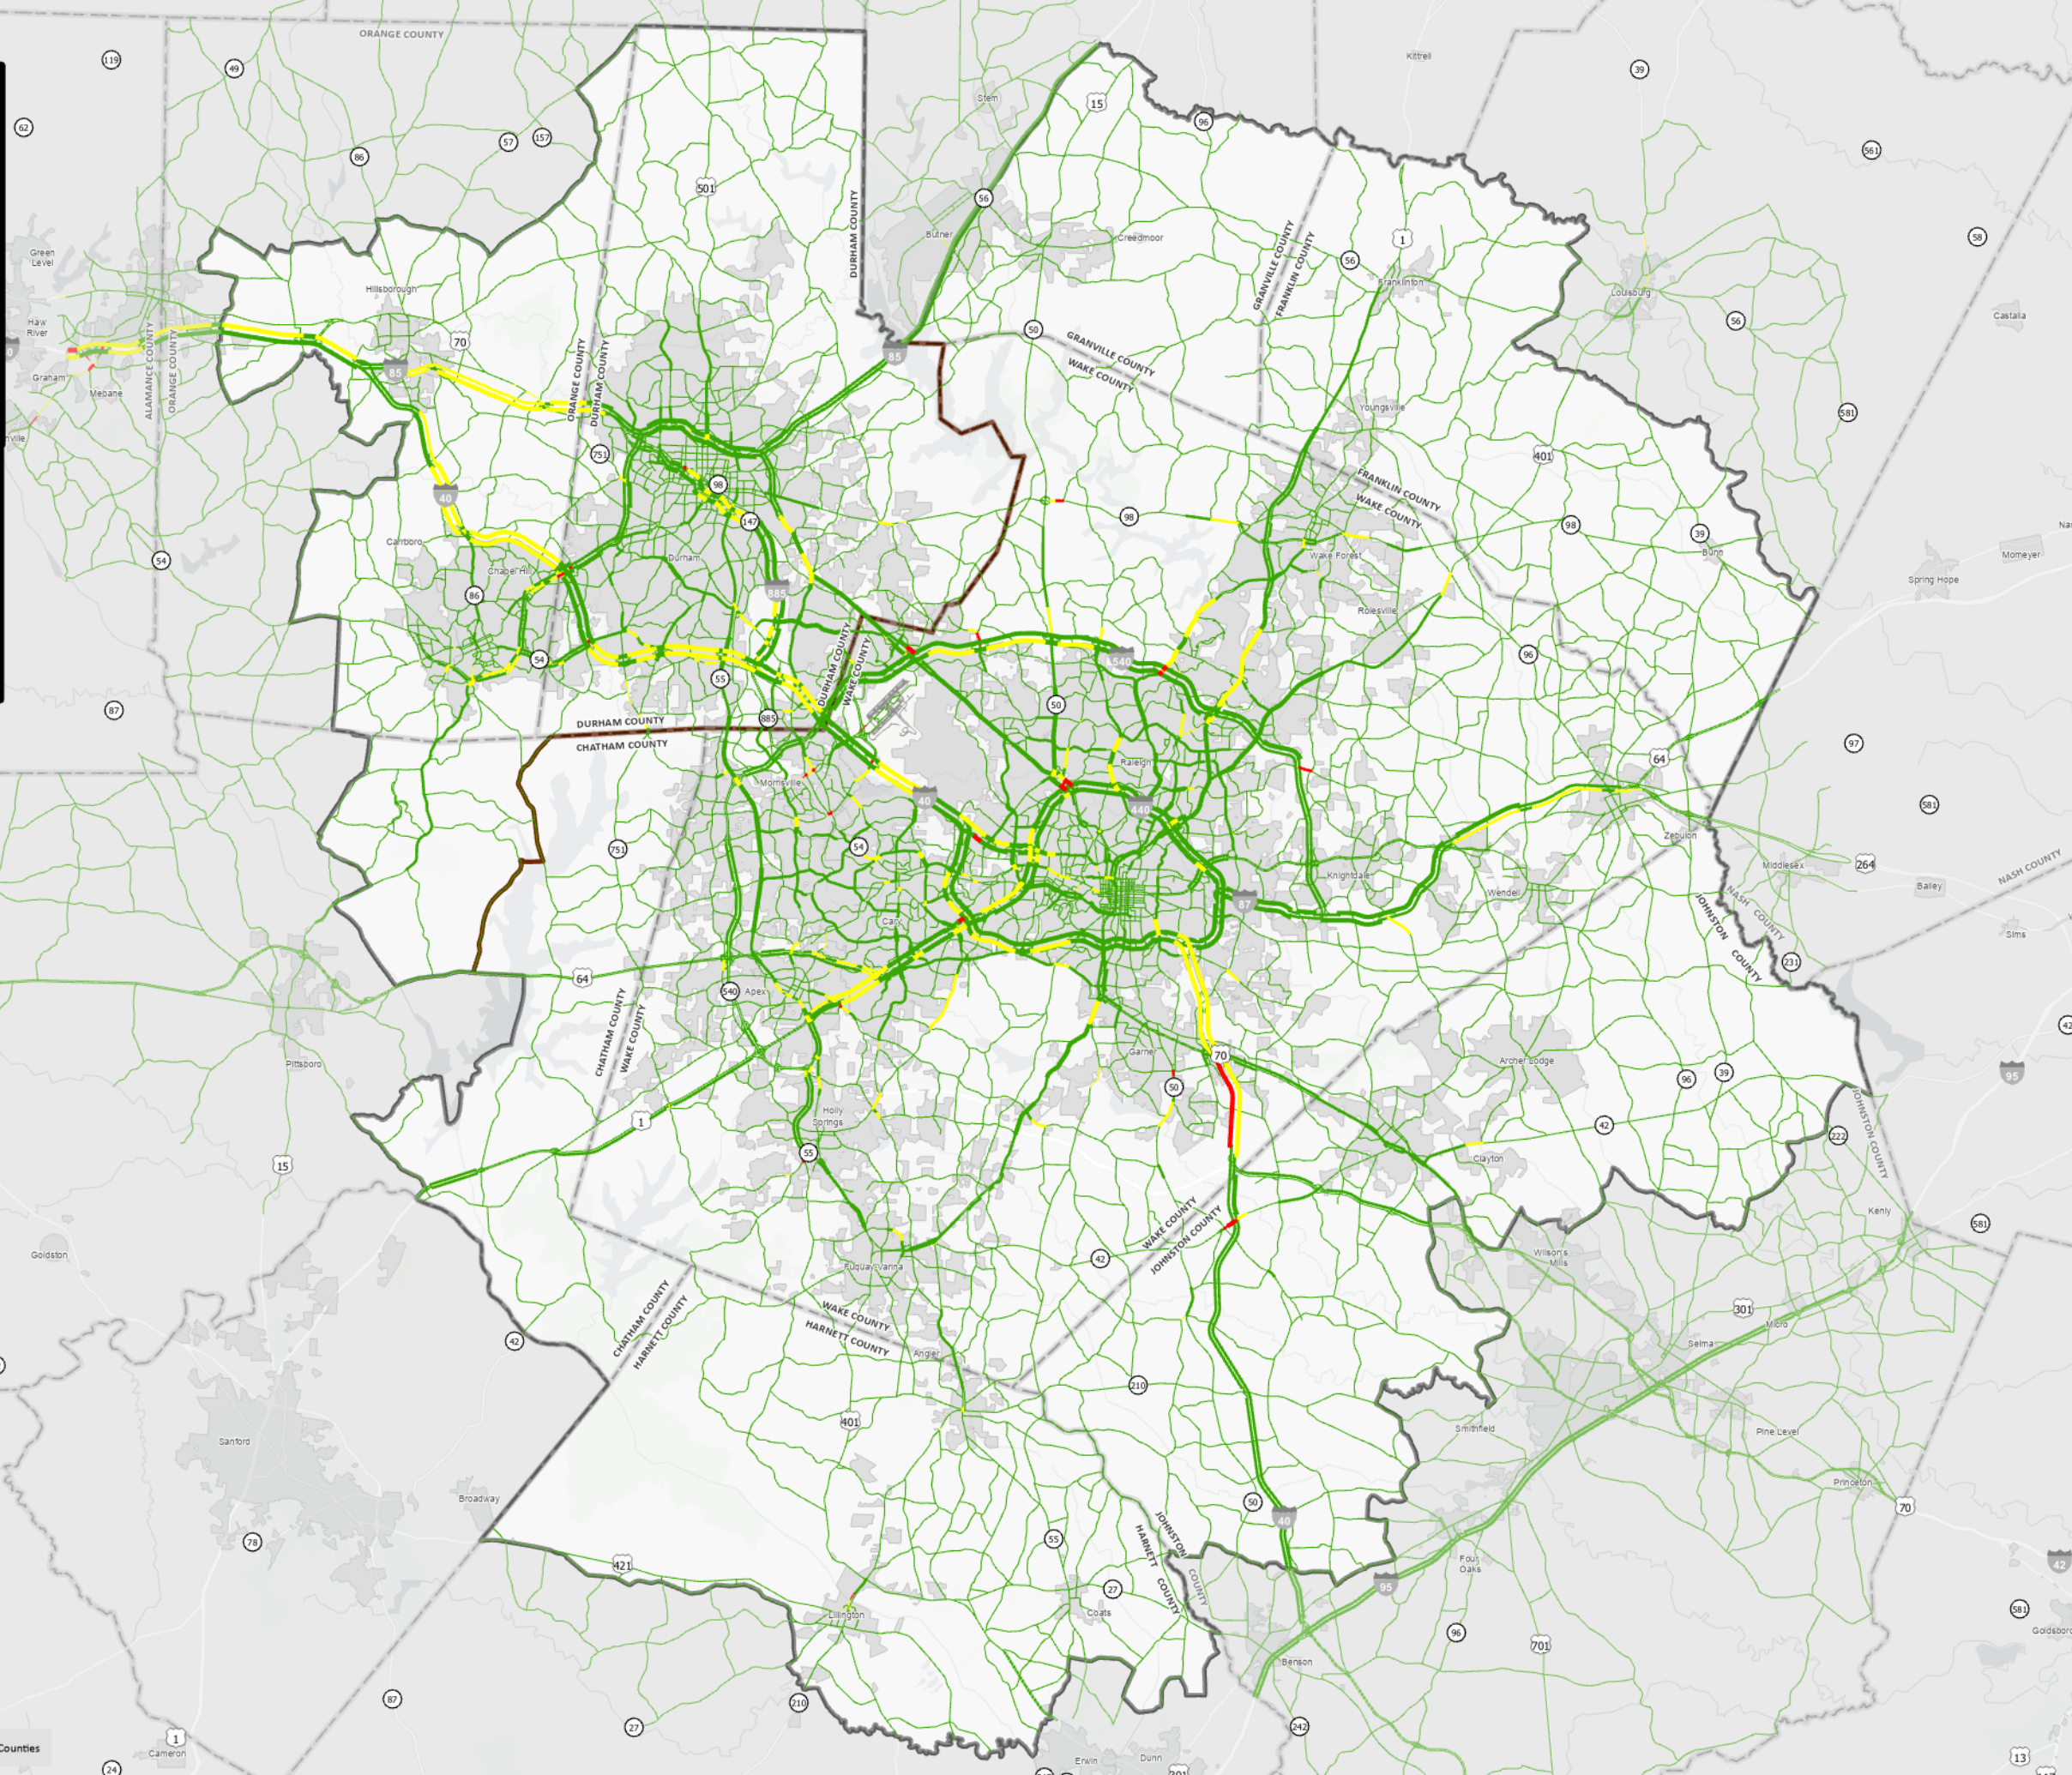 ORANGE COUNTY
119
49
Kittrell
39
62
Stem
15
96
86
57
157
561
501
56
DURHAM COUNTY
Butner
Creedmoor
GRANVILLE COUNTY
FRANKLIN COUNTY
1
58
Green
Level
56
Franklinton
Hillsborough
Louisburg
Haw
River
70
50
56
Castalia
85
GRANVILLE COUNTY
WAKE COUNTY
85
Graham
Mebane
ALAMANCE COUNTY
ORANGE COUNTY
ORANGE COUNTY
DURHAM COUNTY
Youngsville
581
751
401
98
FRANKLIN COUNTY
WAKE COUNTY
40
147
98
98
39
Carrboro
Bunn
Momeyer
54
Durham
Wake Forest
Chapel Hill
Spring Hope
86
885
Rolesville
54
DURHAM COUNTY
WAKE COUNTY
540
96
55
87
50
885
DURHAM COUNTY
CHATHAM COUNTY
97
64
Raleigh
Morrisville
40
440
581
Zebulon
751
54
Middlesex
264
Knightdale
Wendell
Bailey
NASH COUNTY
87
Cary
NASH COUNTY
JOHNSTON COUNTY
Sims
231
64
540
Apex
CHATHAM COUNTY
WAKE COUNTY
42
Pittsboro
Garner
70
Archer Lodge
50
96
39
95
Holly
Springs
1
42
222
JOHNSTON COUNTY
55
15
Clayton
Kenly
581
WAKE COUNTY
JOHNSTON COUNTY
Goldston
42
Wilson's
Mills
Fuquay-Varina
CHATHAM COUNTY
HARNETT COUNTY
WAKE COUNTY
HARNETT COUNTY
301
Micro
42
Selma
Angier
210
401
Sanford
Smithfield
Pine Level
Princeton
Broadway
50
70
40
78
55
JOHNSTON COUNTY
HARNETT COUNTY
421
Four
Oaks
42
95
27
Lillington
Coats
581
96
701
Goldsboro
Benson
87
210
27
242
1
Counties
Cameron
Erwin
Dunn
13
24
301